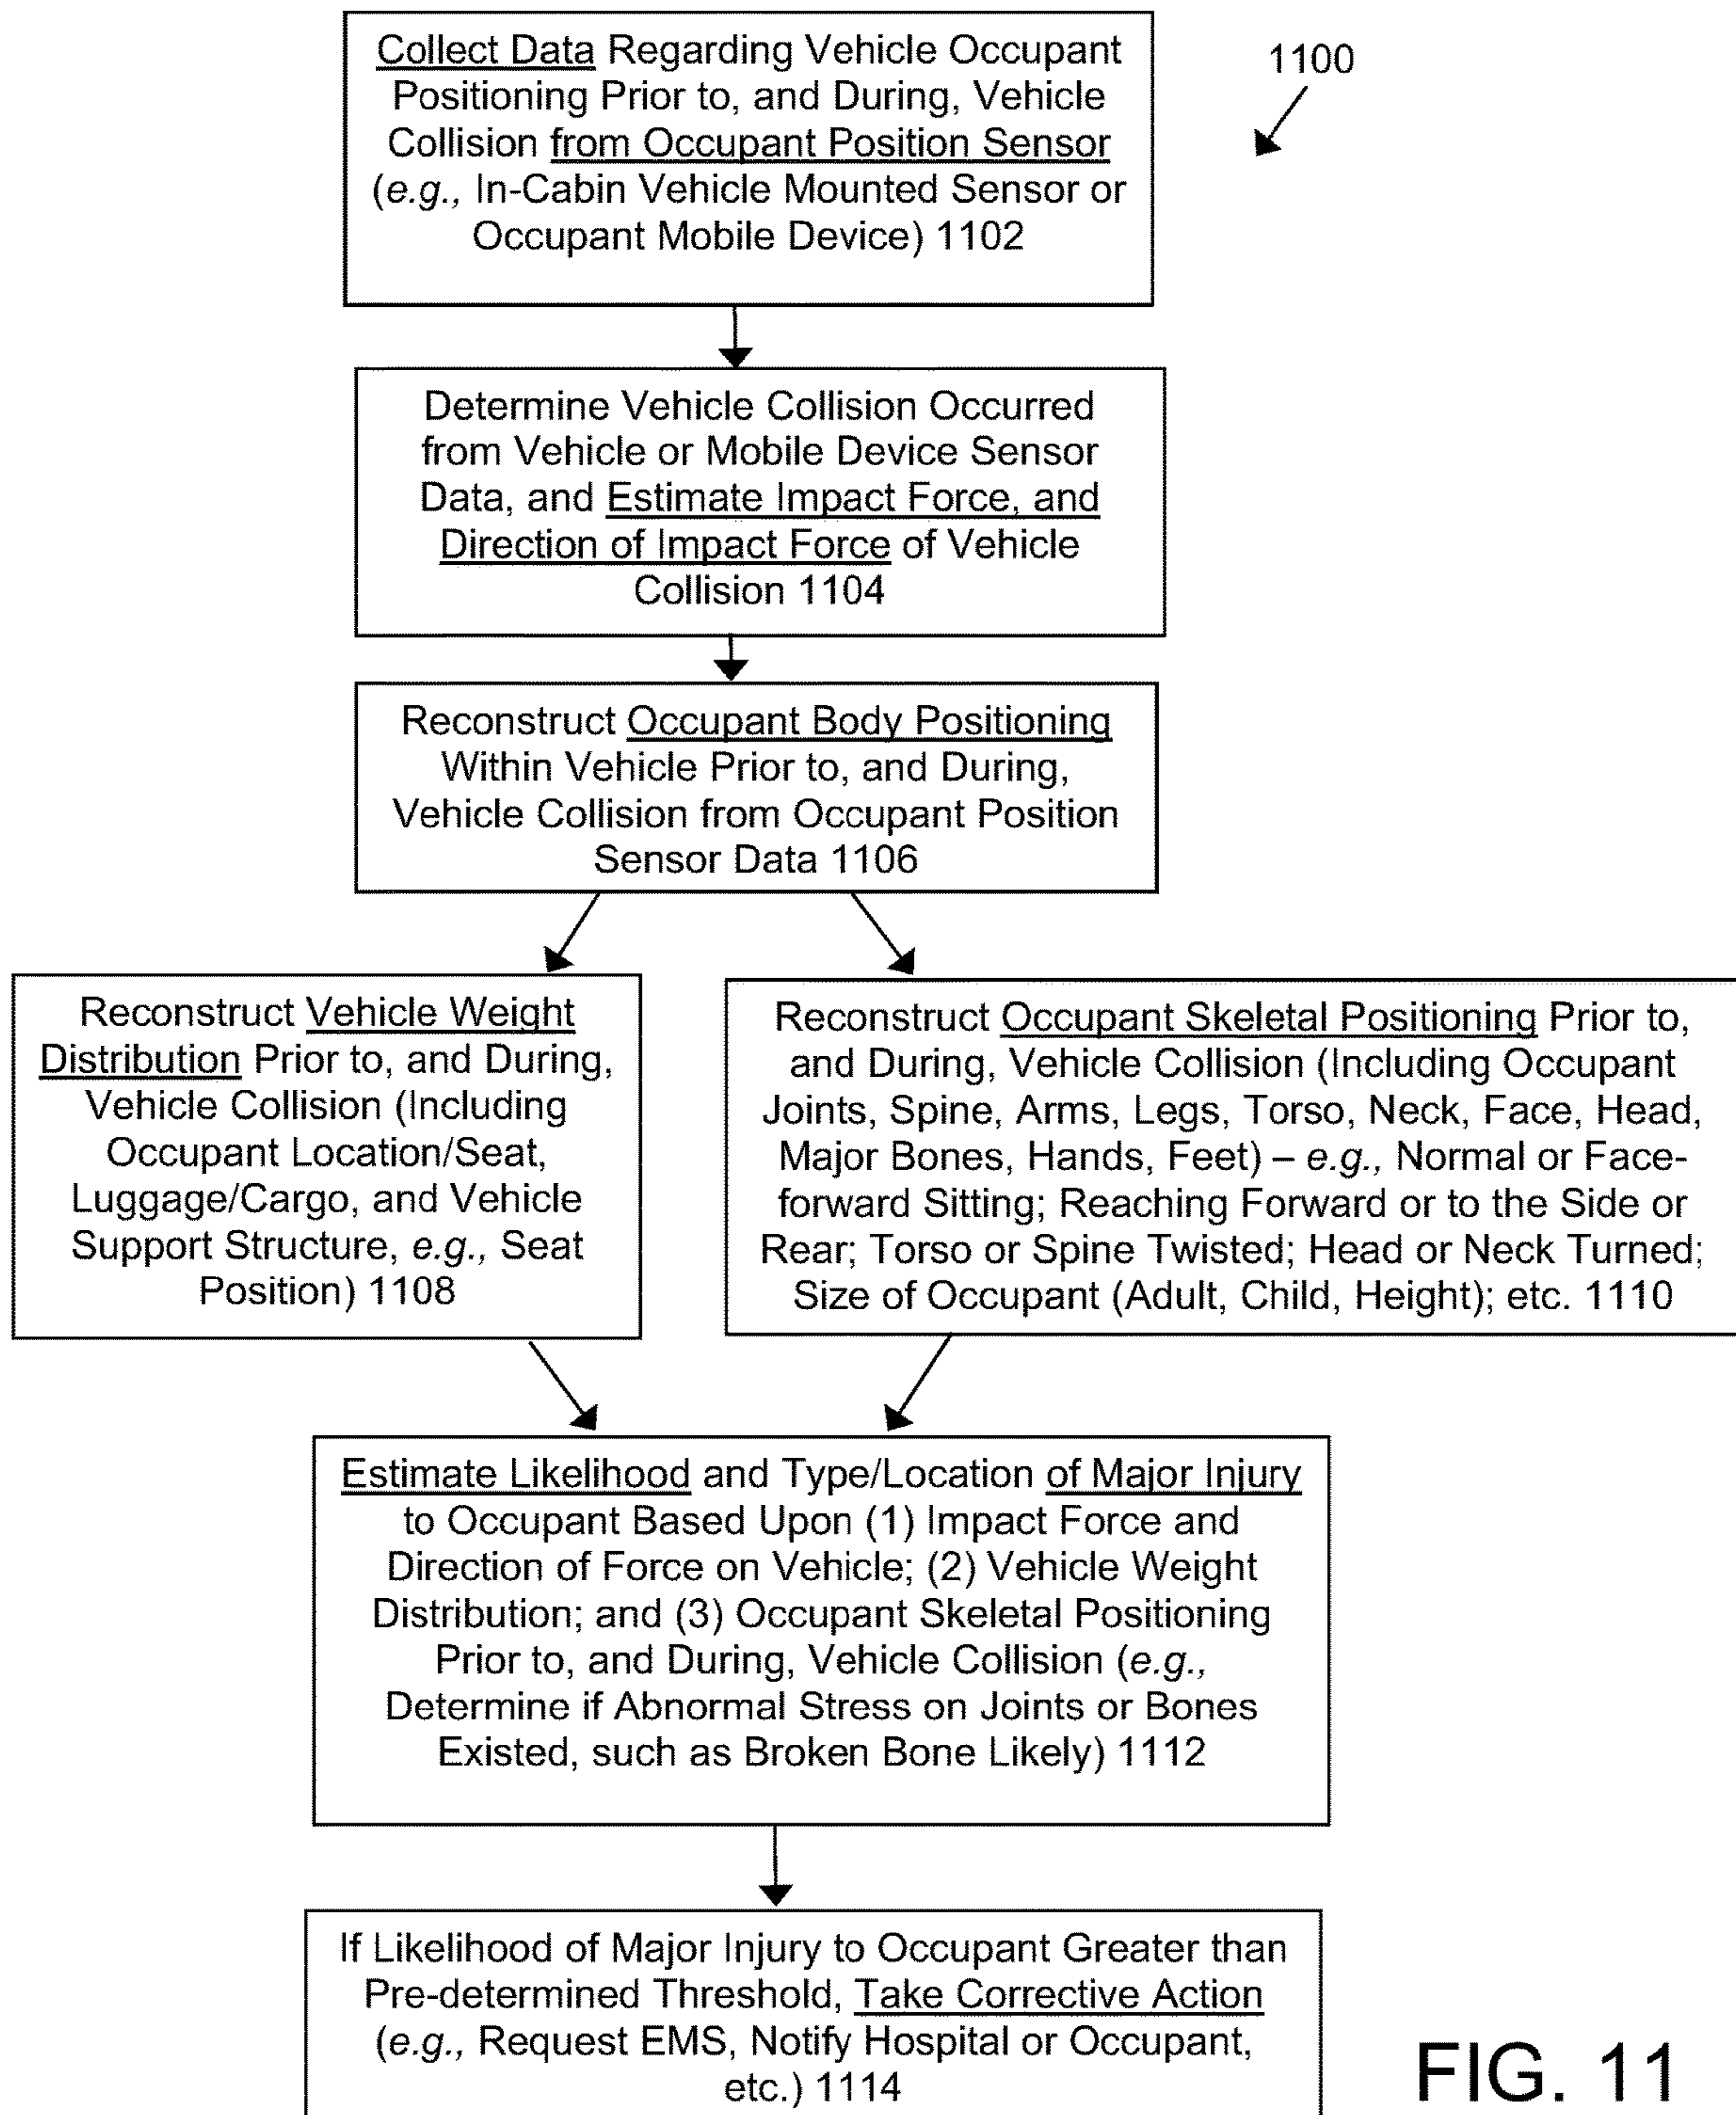 Collect Data Regarding Vehicle Occupant
Positioning Prior to, and During, Vehicle
Collision from Occupant Position Sensor
(e.g., In-Cabin Vehicle Mounted Sensor or
Occupant Mobile Device) 1102
1100
Determine Vehicle Collision Occurred
from Vehicle or Mobile Device Sensor
Data, and Estimate Impact Force, and
Direction of Impact Force of Vehicle
Collision 1104
Reconstruct Occupant Body Positioning
Within Vehicle Prior to, and During,
Vehicle Collision from Occupant Position
Sensor Data 1106
Reconstruct Vehicle Weight
Distribution Prior to, and During,
Vehicle Collision (Including
Occupant Location/Seat,
Luggage/Cargo, and Vehicle
Support Structure, e.g., Seat
Position) 1108
Reconstruct Occupant Skeletal Positioning Prior to,
and During, Vehicle Collision (Including Occupant
Joints, Spine, Arms, Legs, Torso, Neck, Face, Head,
Major Bones, Hands, Feet) – e.g., Normal or Face-
forward Sitting; Reaching Forward or to the Side or
Rear; Torso or Spine Twisted; Head or Neck Turned;
Size of Occupant (Adult, Child, Height); etc. 1110
Estimate Likelihood and Type/Location of Major Injury
to Occupant Based Upon (1) Impact Force and
Direction of Force on Vehicle; (2) Vehicle Weight
Distribution; and (3) Occupant Skeletal Positioning
Prior to, and During, Vehicle Collision (e.g.,
Determine if Abnormal Stress on Joints or Bones
Existed, such as Broken Bone Likely) 1112
If Likelihood of Major Injury to Occupant Greater than
Pre-determined Threshold, Take Corrective Action
(e.g., Request EMS, Notify Hospital or Occupant,
etc.) 1114
FIG. 11